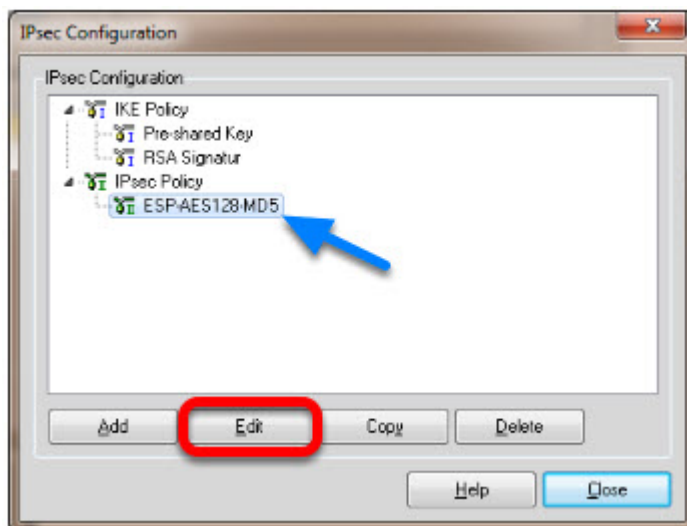 IPsec Configuration
IPsec Configuration
IKE Policy
Pre-shared Key
RSA Signatur
IPsec Policy
ESP-AES128-MD5
Add Edit Copy Delete
Help Close